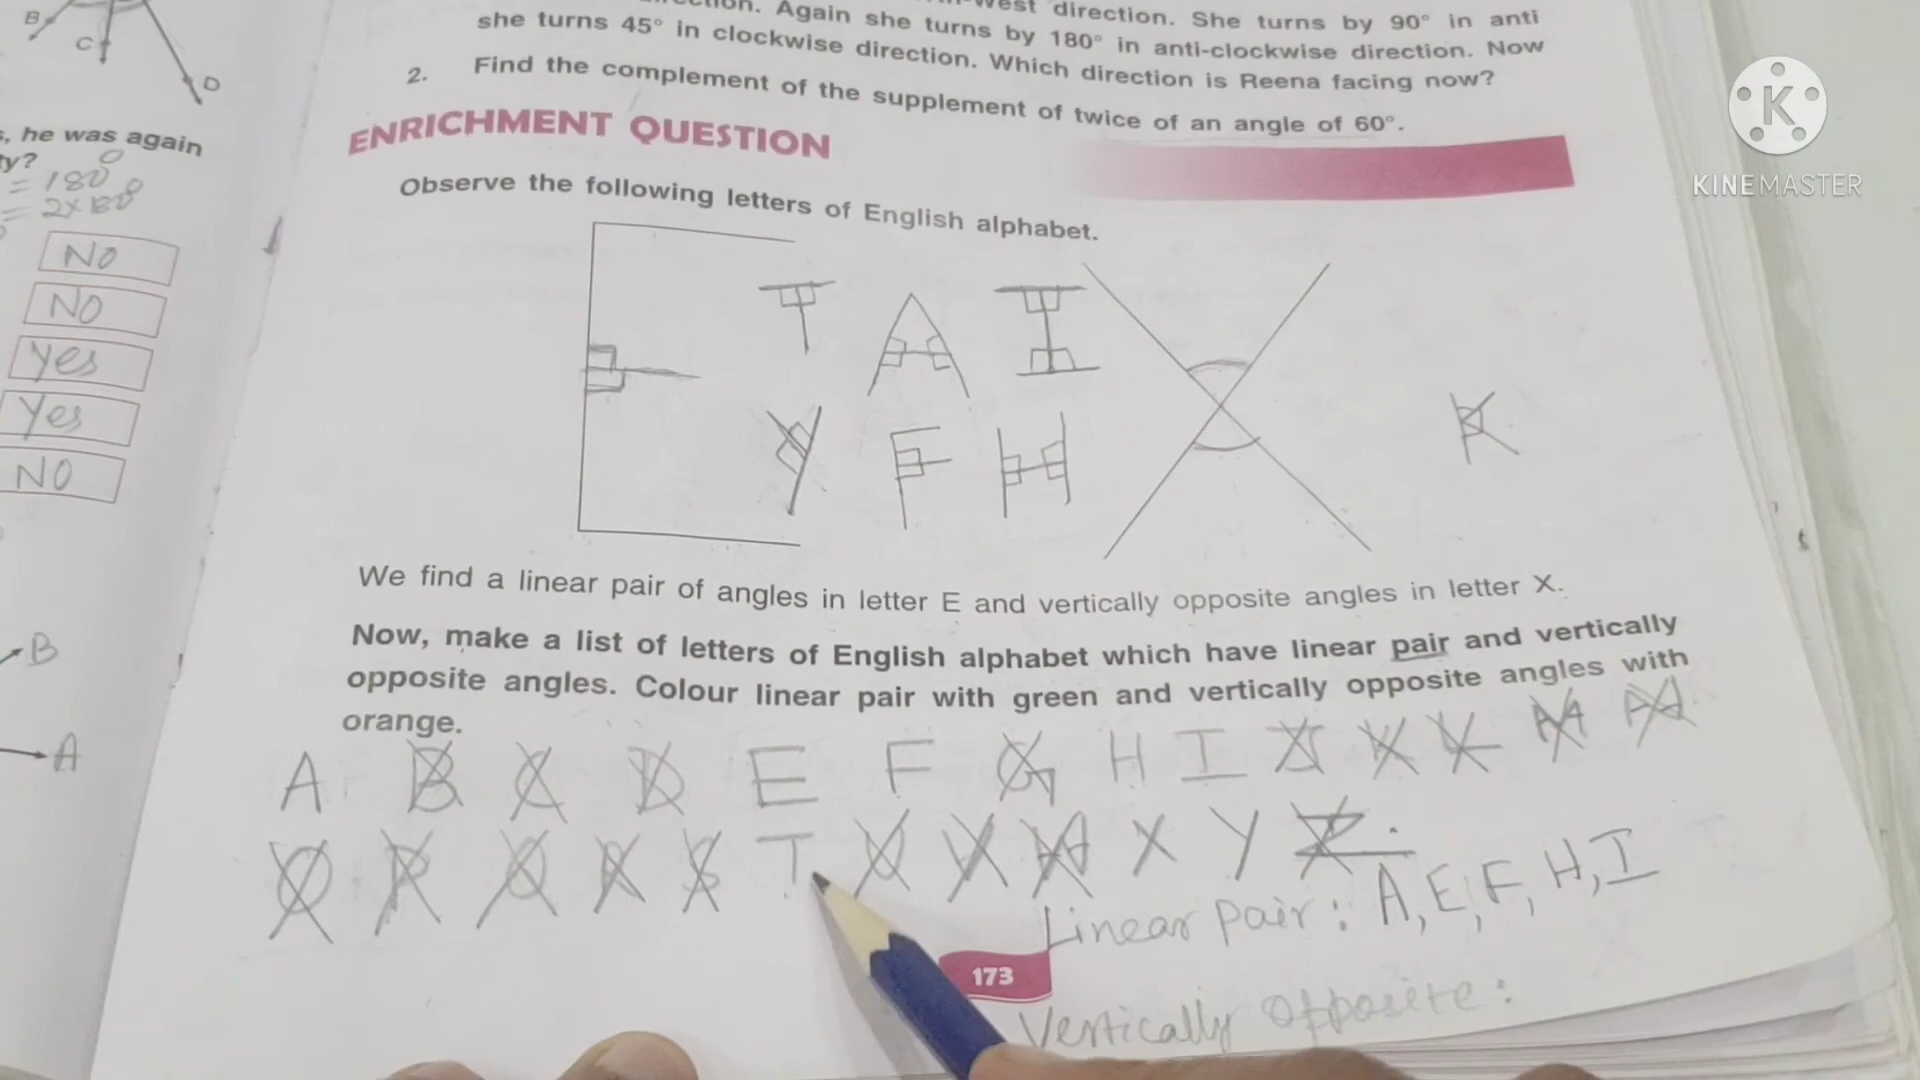 B
C
D
, he was again
ty?
= 180°
= 2×180
NO
NO
Yes
Yes
NO
B
A
west direction. She turns by 90° in anti
Again she turns by 180° in anti-clockwise direction. Now
she turns 45° in clockwise direction. Which direction is Reena facing now?
2. Find the complement of the supplement of twice of an angle of 60°.
ENRICHMENT QUESTION
Observe the following letters of English alphabet.
E T A I X
Y F H K
We find a linear pair of angles in letter E and vertically opposite angles in letter X.
Now, make a list of letters of English alphabet which have linear pair and vertically
opposite angles. Colour linear pair with green and vertically opposite angles with
orange.
A B C D E F G H I J K L M N
O P Q R S T U V W X Y Z.
Linear Pair: A, E, F, H, I
173
Vertically opposite:
K
KINEMASTER